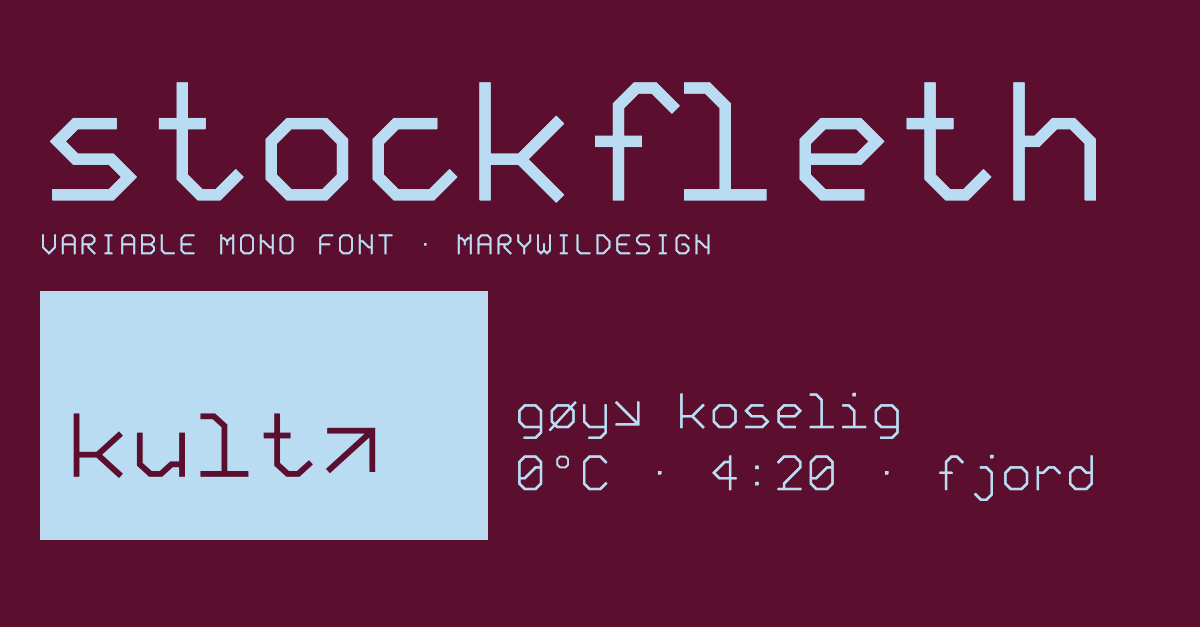 stockfleth
VARIABLE MONO FONT · MARYWILDESIGN
kult↗
gøy↘ koselig
0°C · 4:20 · fjord